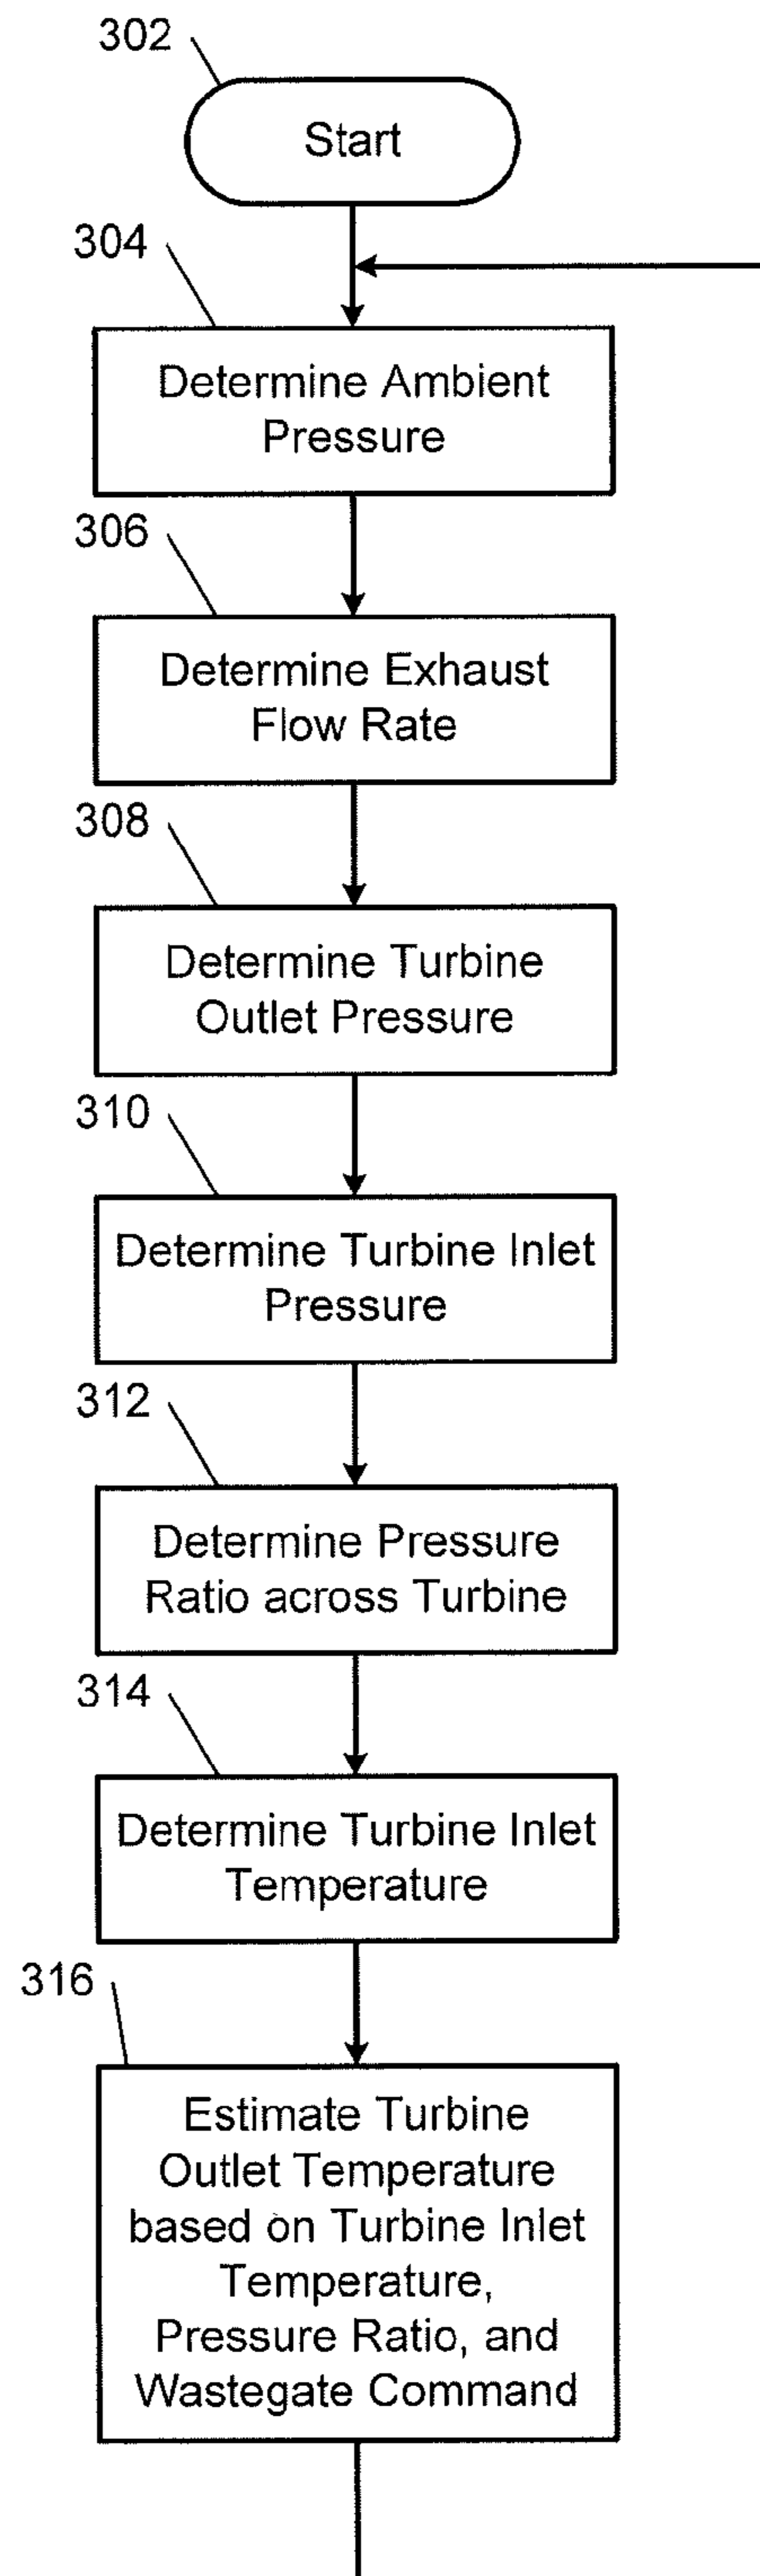 302
Start
304
Determine Ambient
Pressure
306
Determine Exhaust
Flow Rate
308
Determine Turbine
Outlet Pressure
310
Determine Turbine Inlet
Pressure
312
Determine Pressure
Ratio across Turbine
314
Determine Turbine Inlet
Temperature
316
Estimate Turbine
Outlet Temperature
based on Turbine Inlet
Temperature,
Pressure Ratio, and
Wastegate Command